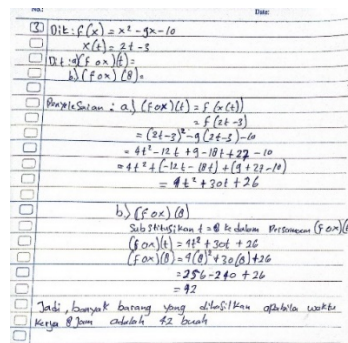 No: Date:
3) Dik: f(x) = x² - 9x - 10
x(t) = 2t - 3
Dit: a) (f o x)(t) =
b) (f o x) (8) =
Penyelesaian : a) (f o x)(t) = f (x(t))
= f (2t - 3)
= (2t-3)² - 9(2t-3) - 10
= 4t² - 12t + 9 - 18t + 27 - 10
= 4t² + (-12t - 18t) + (9 + 27 - 10)
= 4t² + 30t + 26
b) (f o x) (8)
Substitusikan t = 8 ke dalam Persamaan (f o x)(t)
(f o x)(t) = 4t² + 30t + 26
(f o x)(8) = 4(8)² + 30(8) + 26
= 256 - 240 + 26
= 42
Jadi, banyak barang yang dihasilkan apabila waktu
kerja 8 Jam adalah 42 buah